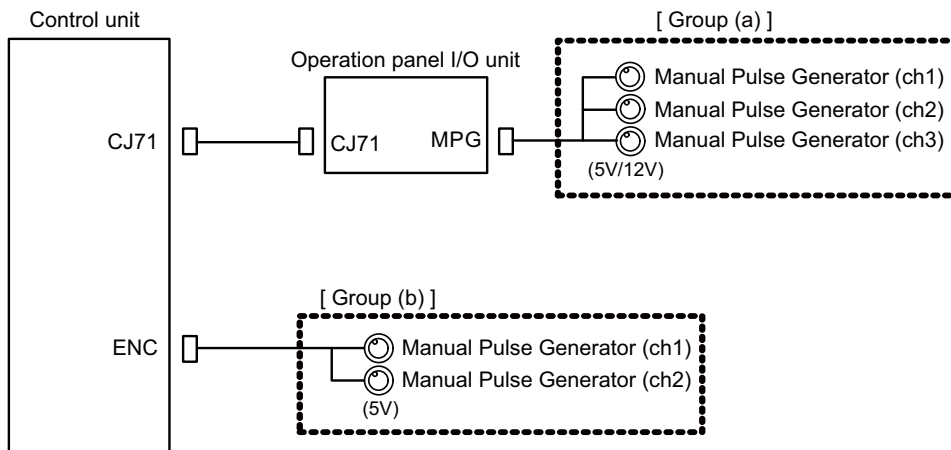 Control unit
[ Group (a) ]
Operation panel I/O unit
Manual Pulse Generator (ch1)
Manual Pulse Generator (ch2)
CJ71
CJ71
MPG
Manual Pulse Generator (ch3)
(5V/12V)
[ Group (b) ]
ENC
Manual Pulse Generator (ch1)
Manual Pulse Generator (ch2)
(5V)